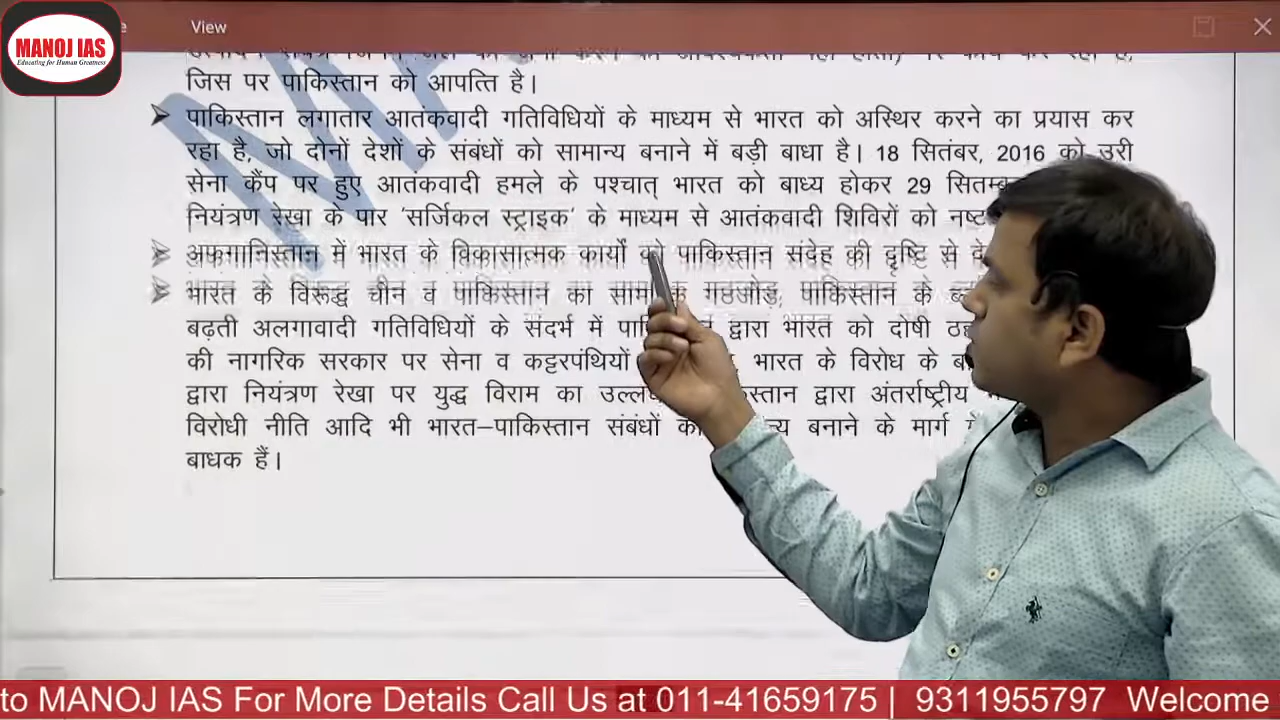 View
MANOJ IAS
Educating for Human Greatness
जिस पर पाकिस्तान को आपत्ति है।
पाकिस्तान लगातार आतंकवादी गतिविधियों के माध्यम से भारत को अस्थिर करने का प्रयास कर
रहा है, जो दोनों देशों के संबंधों को सामान्य बनाने में बड़ी बाधा है। 18 सितंबर, 2016 को उरी
सेना कैंप पर हुए आतंकवादी हमले के पश्चात् भारत को बाध्य होकर 29
नियंत्रण रेखा के पार 'सर्जिकल स्ट्राइक' के माध्यम से आतंकवादी शिविरों को
अफगानिस्तान में भारत के विकासात्मक कार्यों को पाकिस्तान संदेह की दृष्टि से
भारत के विरूद्ध चीन व पाकिस्तान का गठजोड़, पाकिस्तान के
बढ़ती अलगावादी गतिविधियों के संदर्भ में द्वारा भारत को दोषी
की नागरिक सरकार पर सेना व कट्टरपंथियों भारत के विरोध के
द्वारा नियंत्रण रेखा पर युद्ध विराम का द्वारा अंतर्राष्ट्रीय
विरोधी नीति आदि भी भारत–पाकिस्तान संबंधों बनाने के मार्ग
बाधक हैं।
to MANOJ IAS For More Details Call Us at 011-41659175 | 9311955797 Welcome